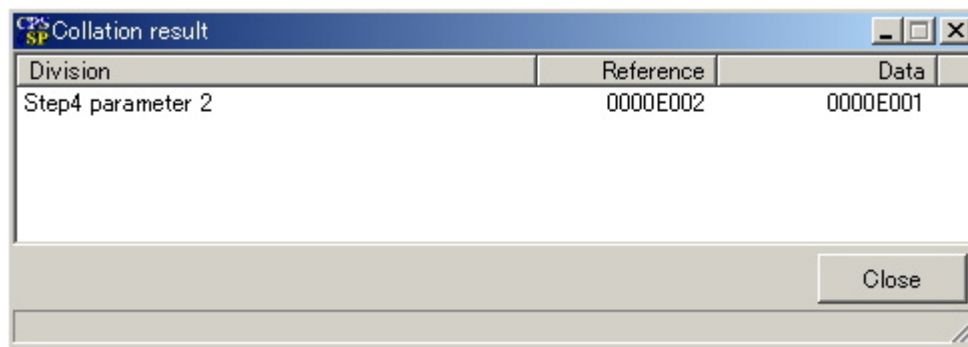 CPS
SP
Collation result
Division Reference Data
Step4 parameter 2 0000E002 0000E001
Close